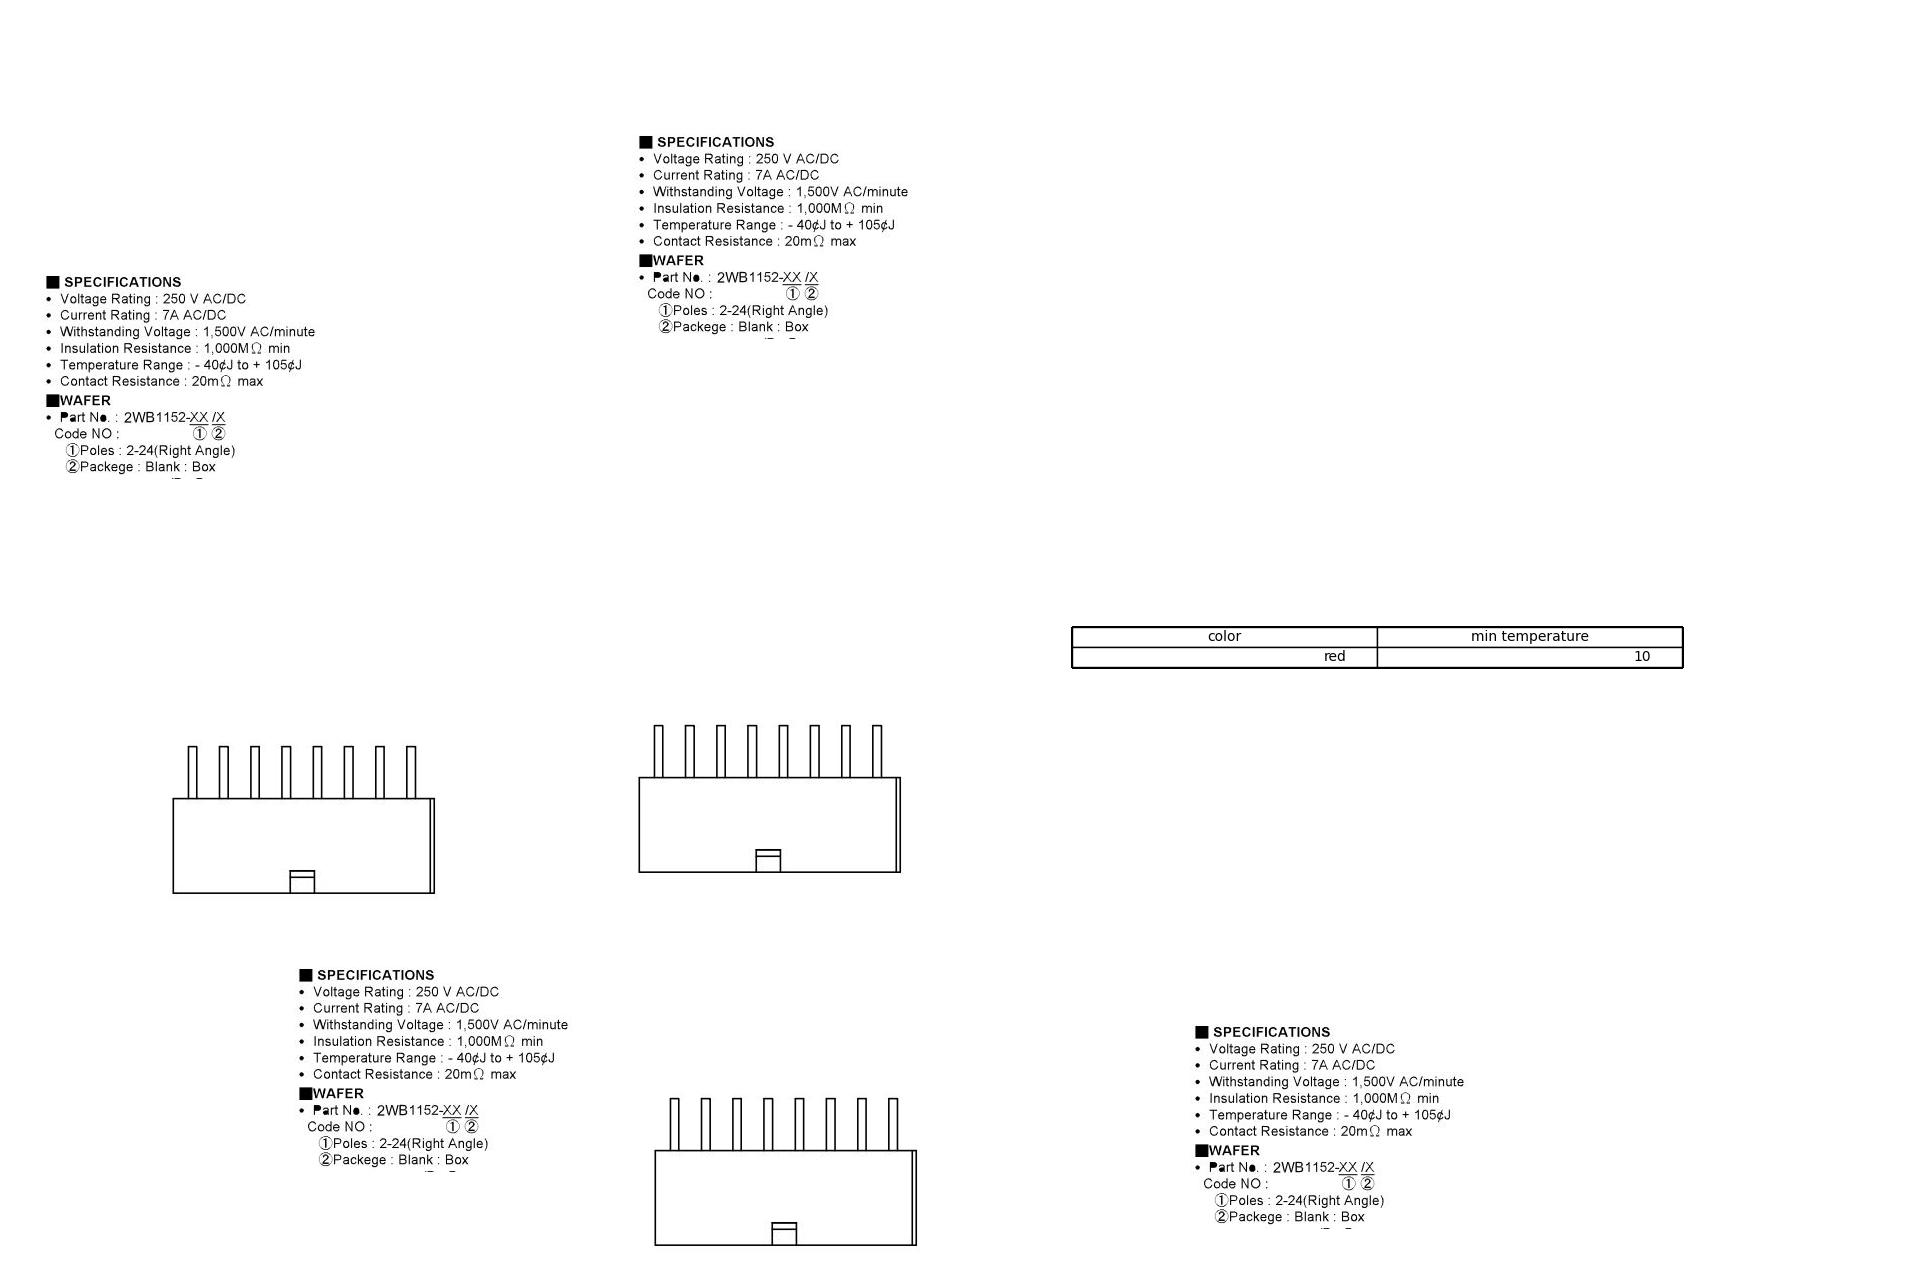 ■ SPECIFICATIONS
• Voltage Rating : 250 V AC/DC
• Current Rating : 7A AC/DC
• Withstanding Voltage : 1,500V AC/minute
• Insulation Resistance : 1,000MΩ min
• Temperature Range : - 40¢J to + 105¢J
• Contact Resistance : 20mΩ max
■WAFER
• Part No. : 2WB1152-XX /X
Code NO : ① ②
①Poles : 2-24(Right Angle)
②Packege : Blank : Box
■ SPECIFICATIONS
• Voltage Rating : 250 V AC/DC
• Current Rating : 7A AC/DC
• Withstanding Voltage : 1,500V AC/minute
• Insulation Resistance : 1,000MΩ min
• Temperature Range : - 40¢J to + 105¢J
• Contact Resistance : 20mΩ max
■WAFER
• Part No. : 2WB1152-XX /X
Code NO : ① ②
①Poles : 2-24(Right Angle)
②Packege : Blank : Box
color min temperature
red 10
■ SPECIFICATIONS
• Voltage Rating : 250 V AC/DC
• Current Rating : 7A AC/DC
• Withstanding Voltage : 1,500V AC/minute
• Insulation Resistance : 1,000MΩ min
• Temperature Range : - 40¢J to + 105¢J
• Contact Resistance : 20mΩ max
■WAFER
• Part No. : 2WB1152-XX /X
Code NO : ① ②
①Poles : 2-24(Right Angle)
②Packege : Blank : Box
■ SPECIFICATIONS
• Voltage Rating : 250 V AC/DC
• Current Rating : 7A AC/DC
• Withstanding Voltage : 1,500V AC/minute
• Insulation Resistance : 1,000MΩ min
• Temperature Range : - 40¢J to + 105¢J
• Contact Resistance : 20mΩ max
■WAFER
• Part No. : 2WB1152-XX /X
Code NO : ① ②
①Poles : 2-24(Right Angle)
②Packege : Blank : Box